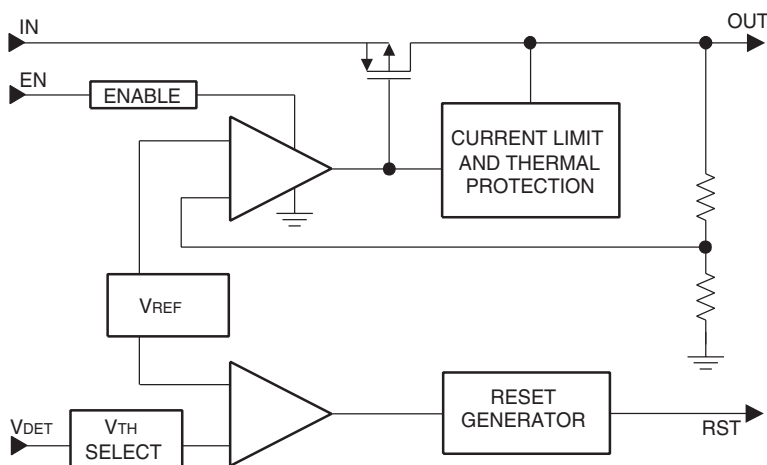 IN
OUT
EN
ENABLE
CURRENT LIMIT
AND THERMAL
PROTECTION
VREF
VDET
VTH
SELECT
RESET
GENERATOR
RST